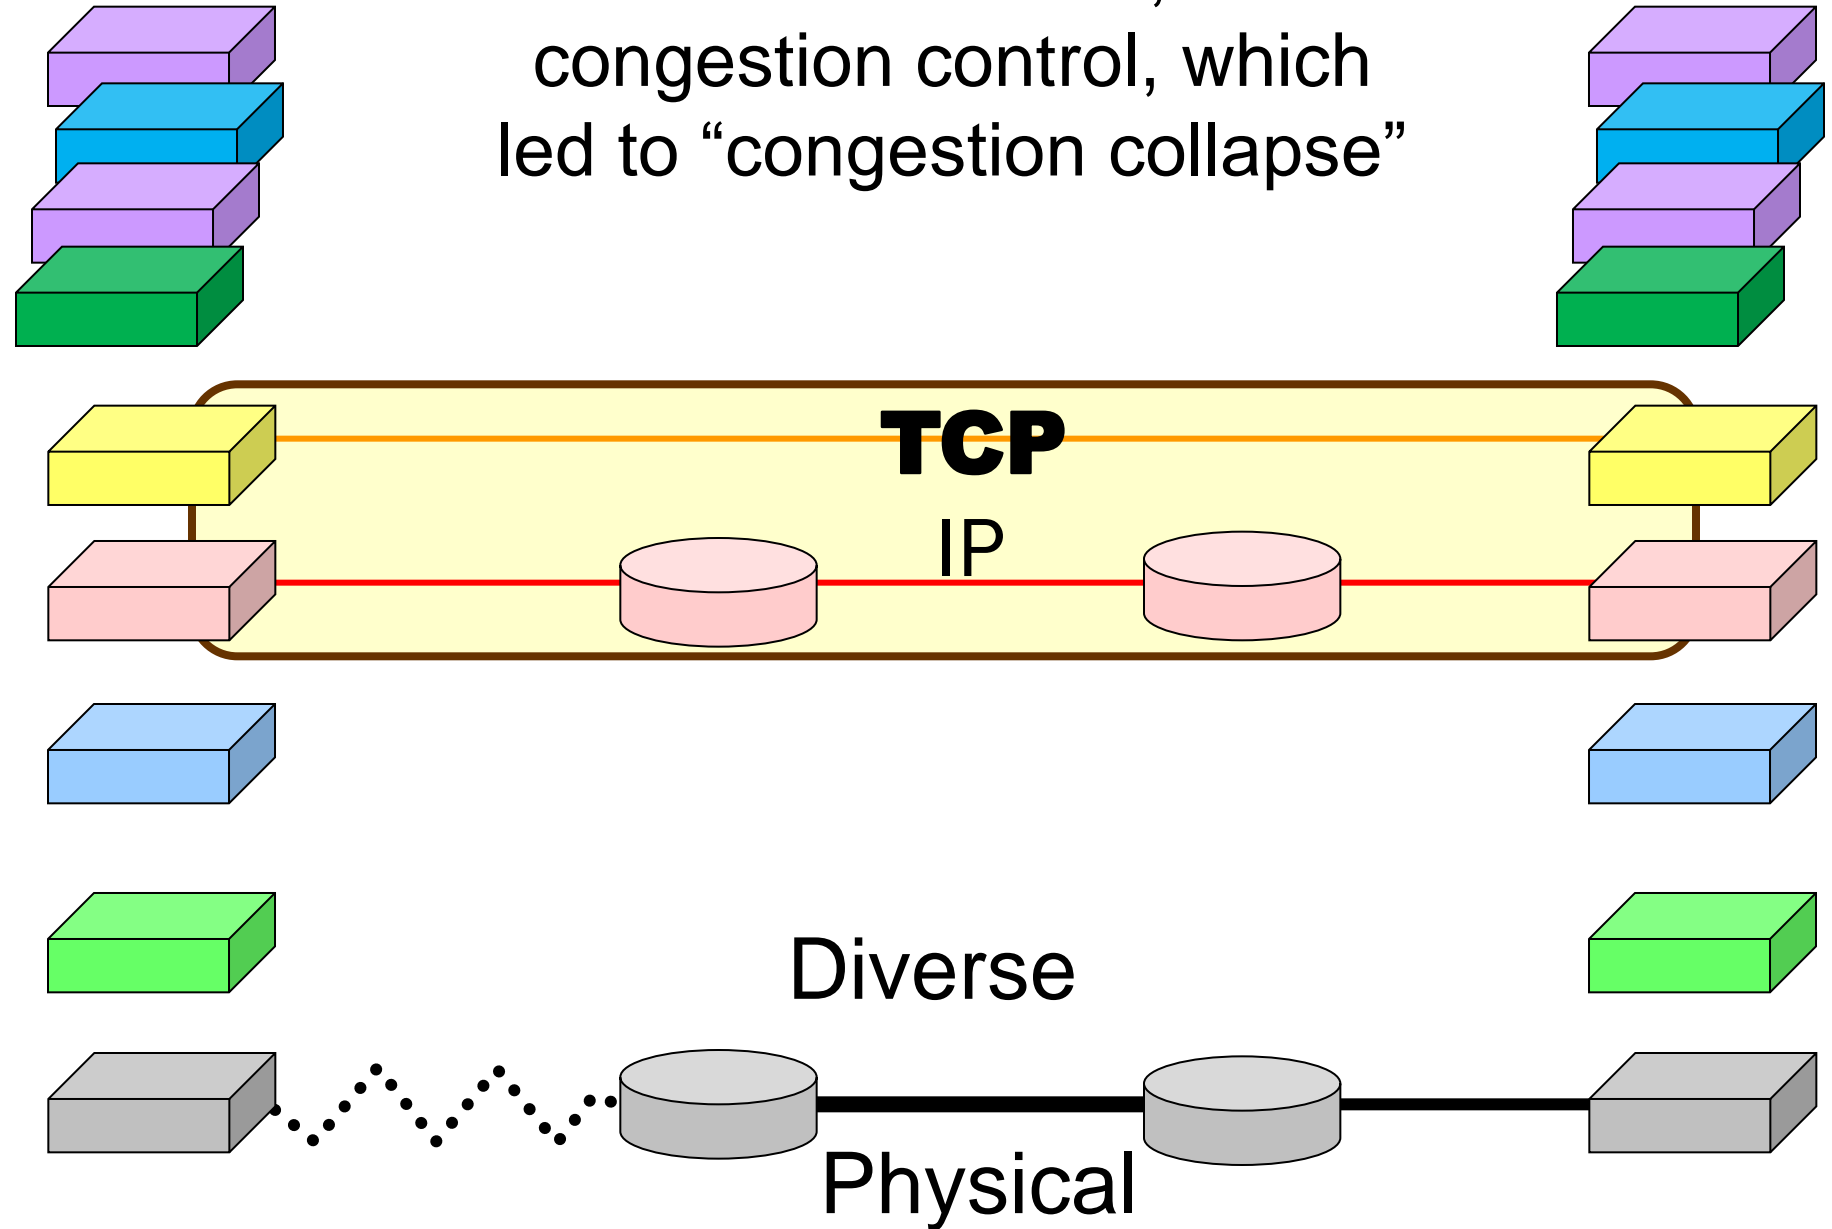 congestion control, which
led to “congestion collapse”
TCP
IP
Diverse
Physical